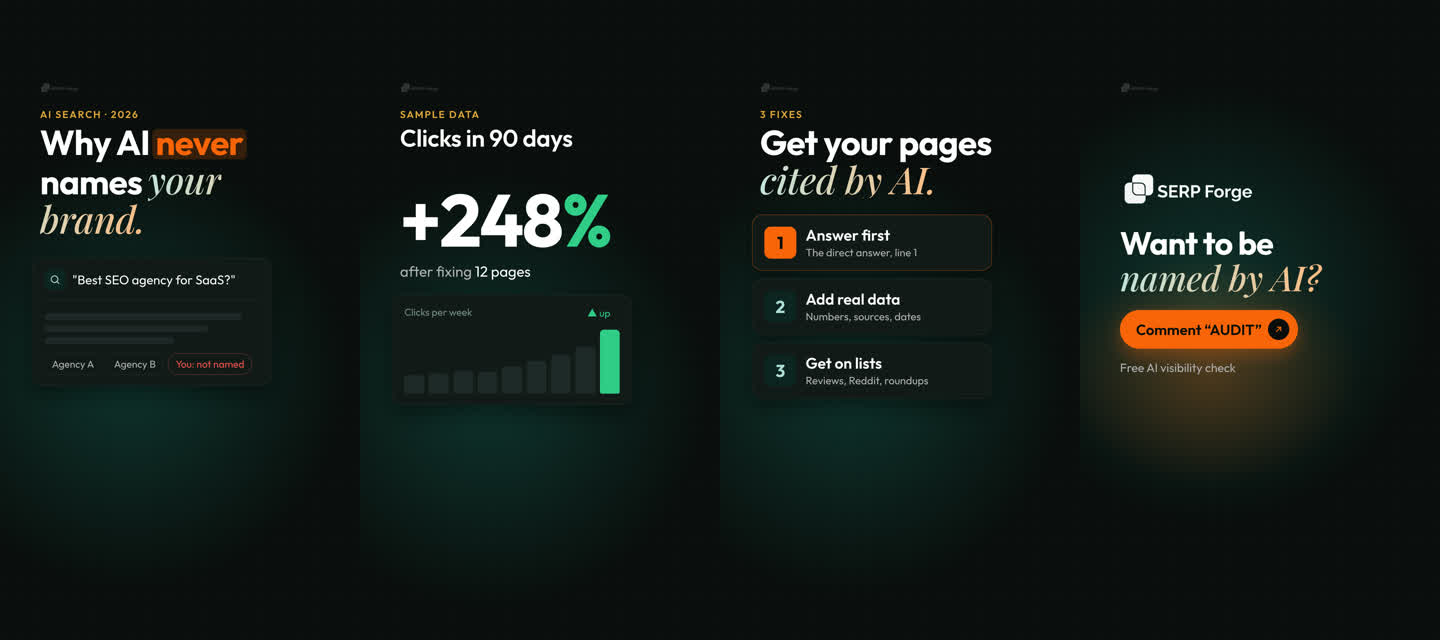 AI SEARCH · 2026
Why AI never
names your
brand.
"Best SEO agency for SaaS?"
Agency A
Agency B
You: not named
SAMPLE DATA
Clicks in 90 days
+248%
after fixing 12 pages
Clicks per week
▲ up
3 FIXES
Get your pages
cited by AI.
1
Answer first
The direct answer, line 1
2
Add real data
Numbers, sources, dates
3
Get on lists
Reviews, Reddit, roundups
SERP Forge
Want to be
named by AI?
Comment “AUDIT”
Free AI visibility check